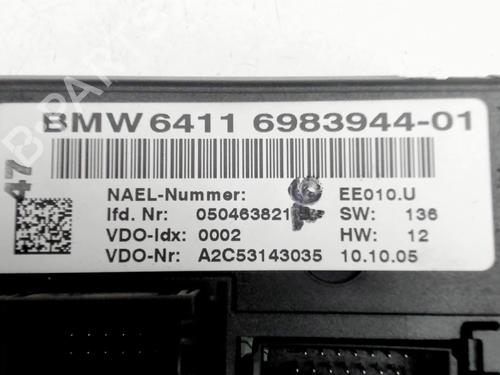 BMW 6411 6983944-01
47
NAEL-Nummer: EE010.U
lfd. Nr: 050463821 SW: 136
VDO-Idx: 0002 HW: 12
VDO-Nr: A2C53143035 10.10.05
B-PARTS